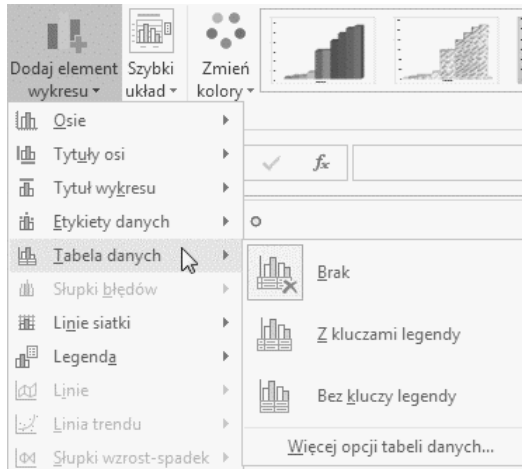 Dodaj element wykresu
Szybki układ
Zmień kolory
fx
Osie
Tytuły osi
Tytuł wykresu
Etykiety danych
Tabela danych
Słupki błędów
Linie siatki
Legenda
Linie
Linia trendu
Słupki wzrost-spadek
Brak
Z kluczami legendy
Bez kluczy legendy
Więcej opcji tabeli danych...